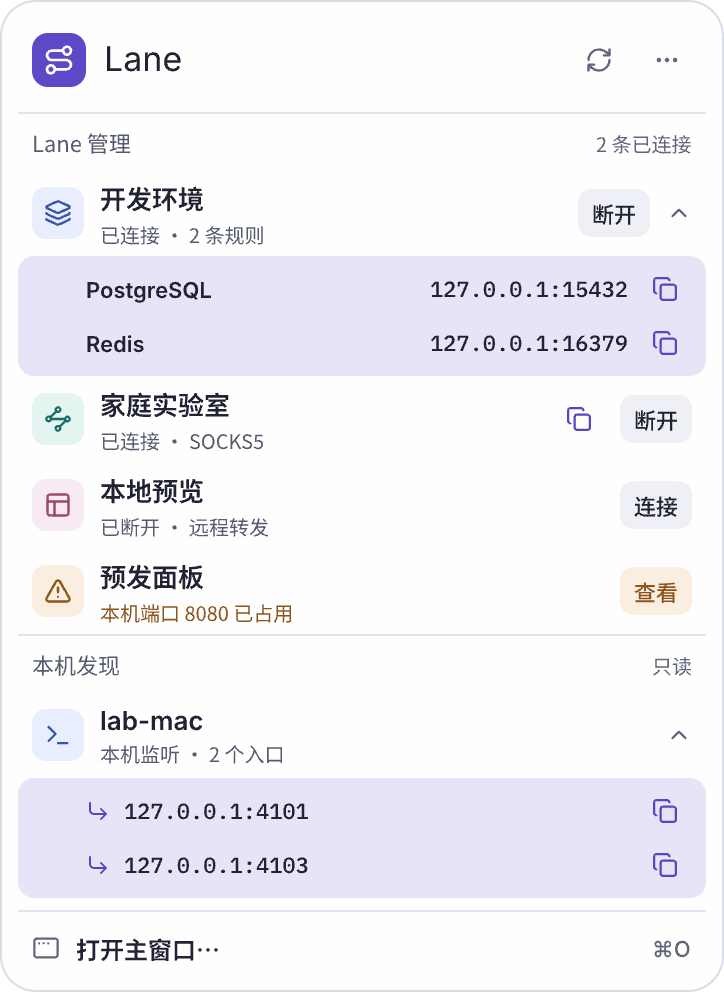 Lane
Lane 管理
2 条已连接
开发环境
已连接 · 2 条规则
断开
PostgreSQL
127.0.0.1:15432
Redis
127.0.0.1:16379
家庭实验室
已连接 · SOCKS5
断开
本地预览
已断开 · 远程转发
连接
预发面板
本机端口 8080 已占用
查看
本机发现
只读
lab-mac
本机监听 · 2 个入口
127.0.0.1:4101
127.0.0.1:4103
打开主窗口…
⌘O